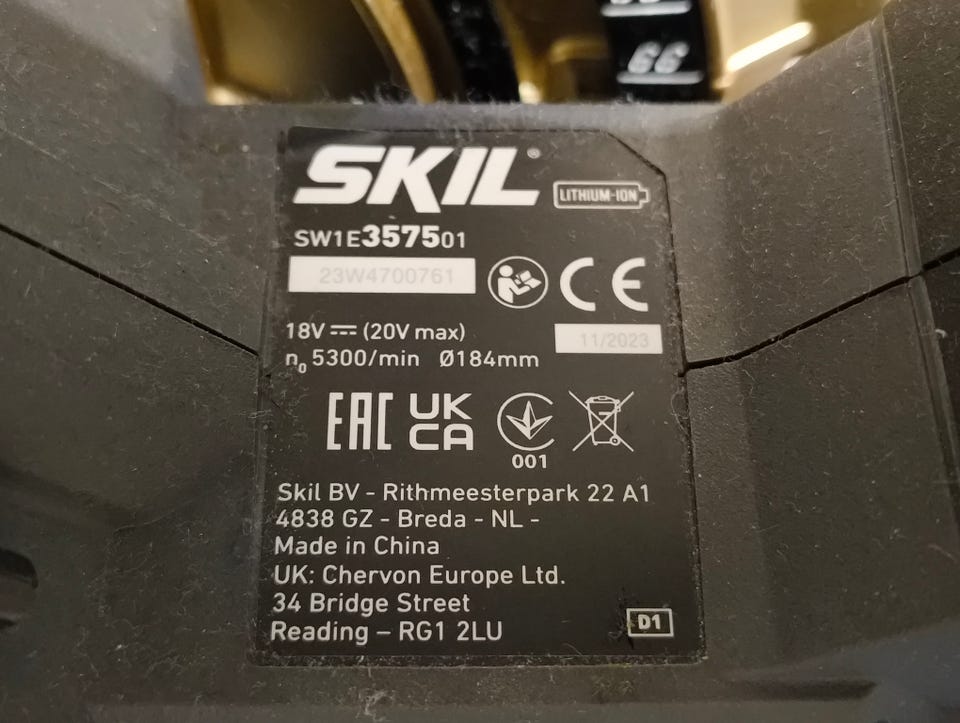 66
SKIL®
LITHIUM-ION
SW1E357501
23W4700761
CE
18V (20V max)
11/2023
n0 5300/min Ø184mm
EAC
UK
CA
001
Skil BV - Rithmeesterpark 22 A1
4838 GZ - Breda - NL -
Made in China
UK: Chervon Europe Ltd.
34 Bridge Street
Reading – RG1 2LU
D1